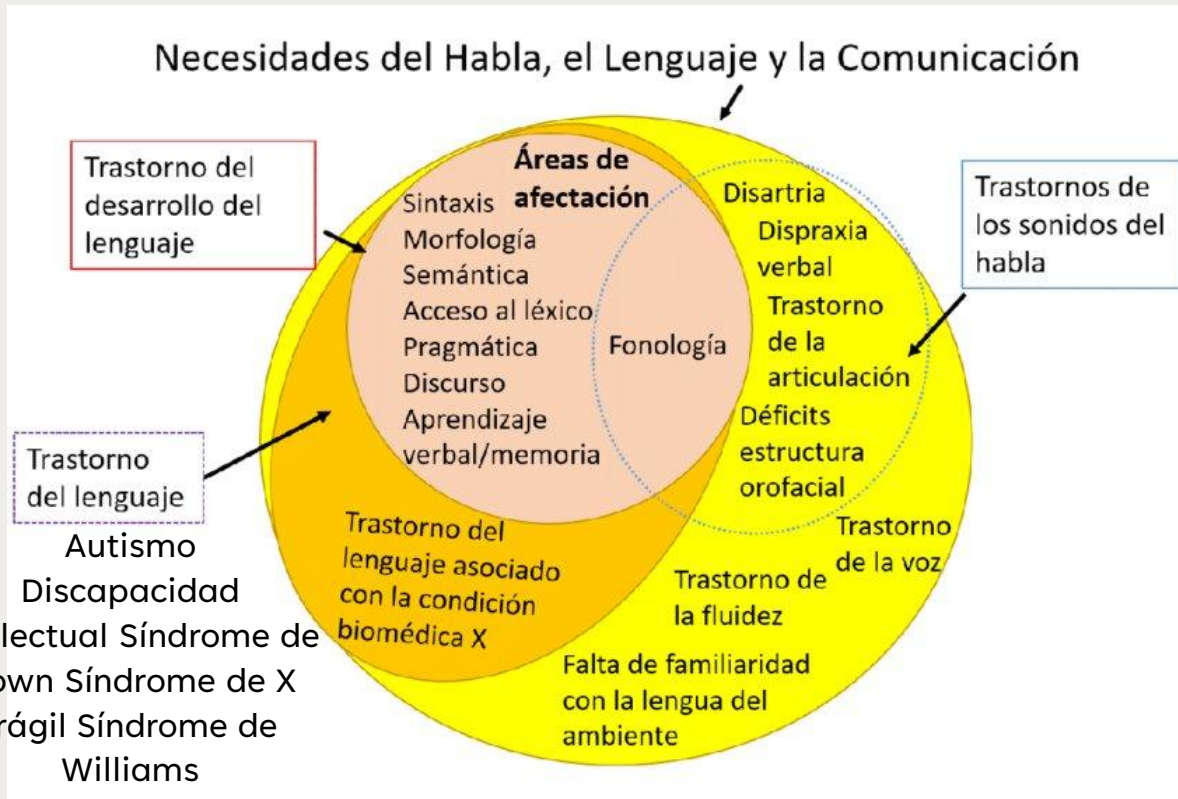 Necesidades del Habla, el Lenguaje y la Comunicación
Trastorno del
desarrollo del
lenguaje
Áreas de
afectación
Sintaxis
Morfología
Semántica
Acceso al léxico
Pragmática
Discurso
Aprendizaje
verbal/memoria
Fonología
Disartria
Dispraxia
verbal
Trastorno
de la
articulación
Déficits
estructura
orofacial
Trastornos de
los sonidos del
habla
Trastorno
del lenguaje
Autismo
Discapacidad
lectual Síndrome de
own Síndrome de X
rágil Síndrome de
Williams
Trastorno del
lenguaje asociado
con la condición
biomédica X
Trastorno
de la voz
Trastorno de
la fluidez
Falta de familiaridad
con la lengua del
ambiente